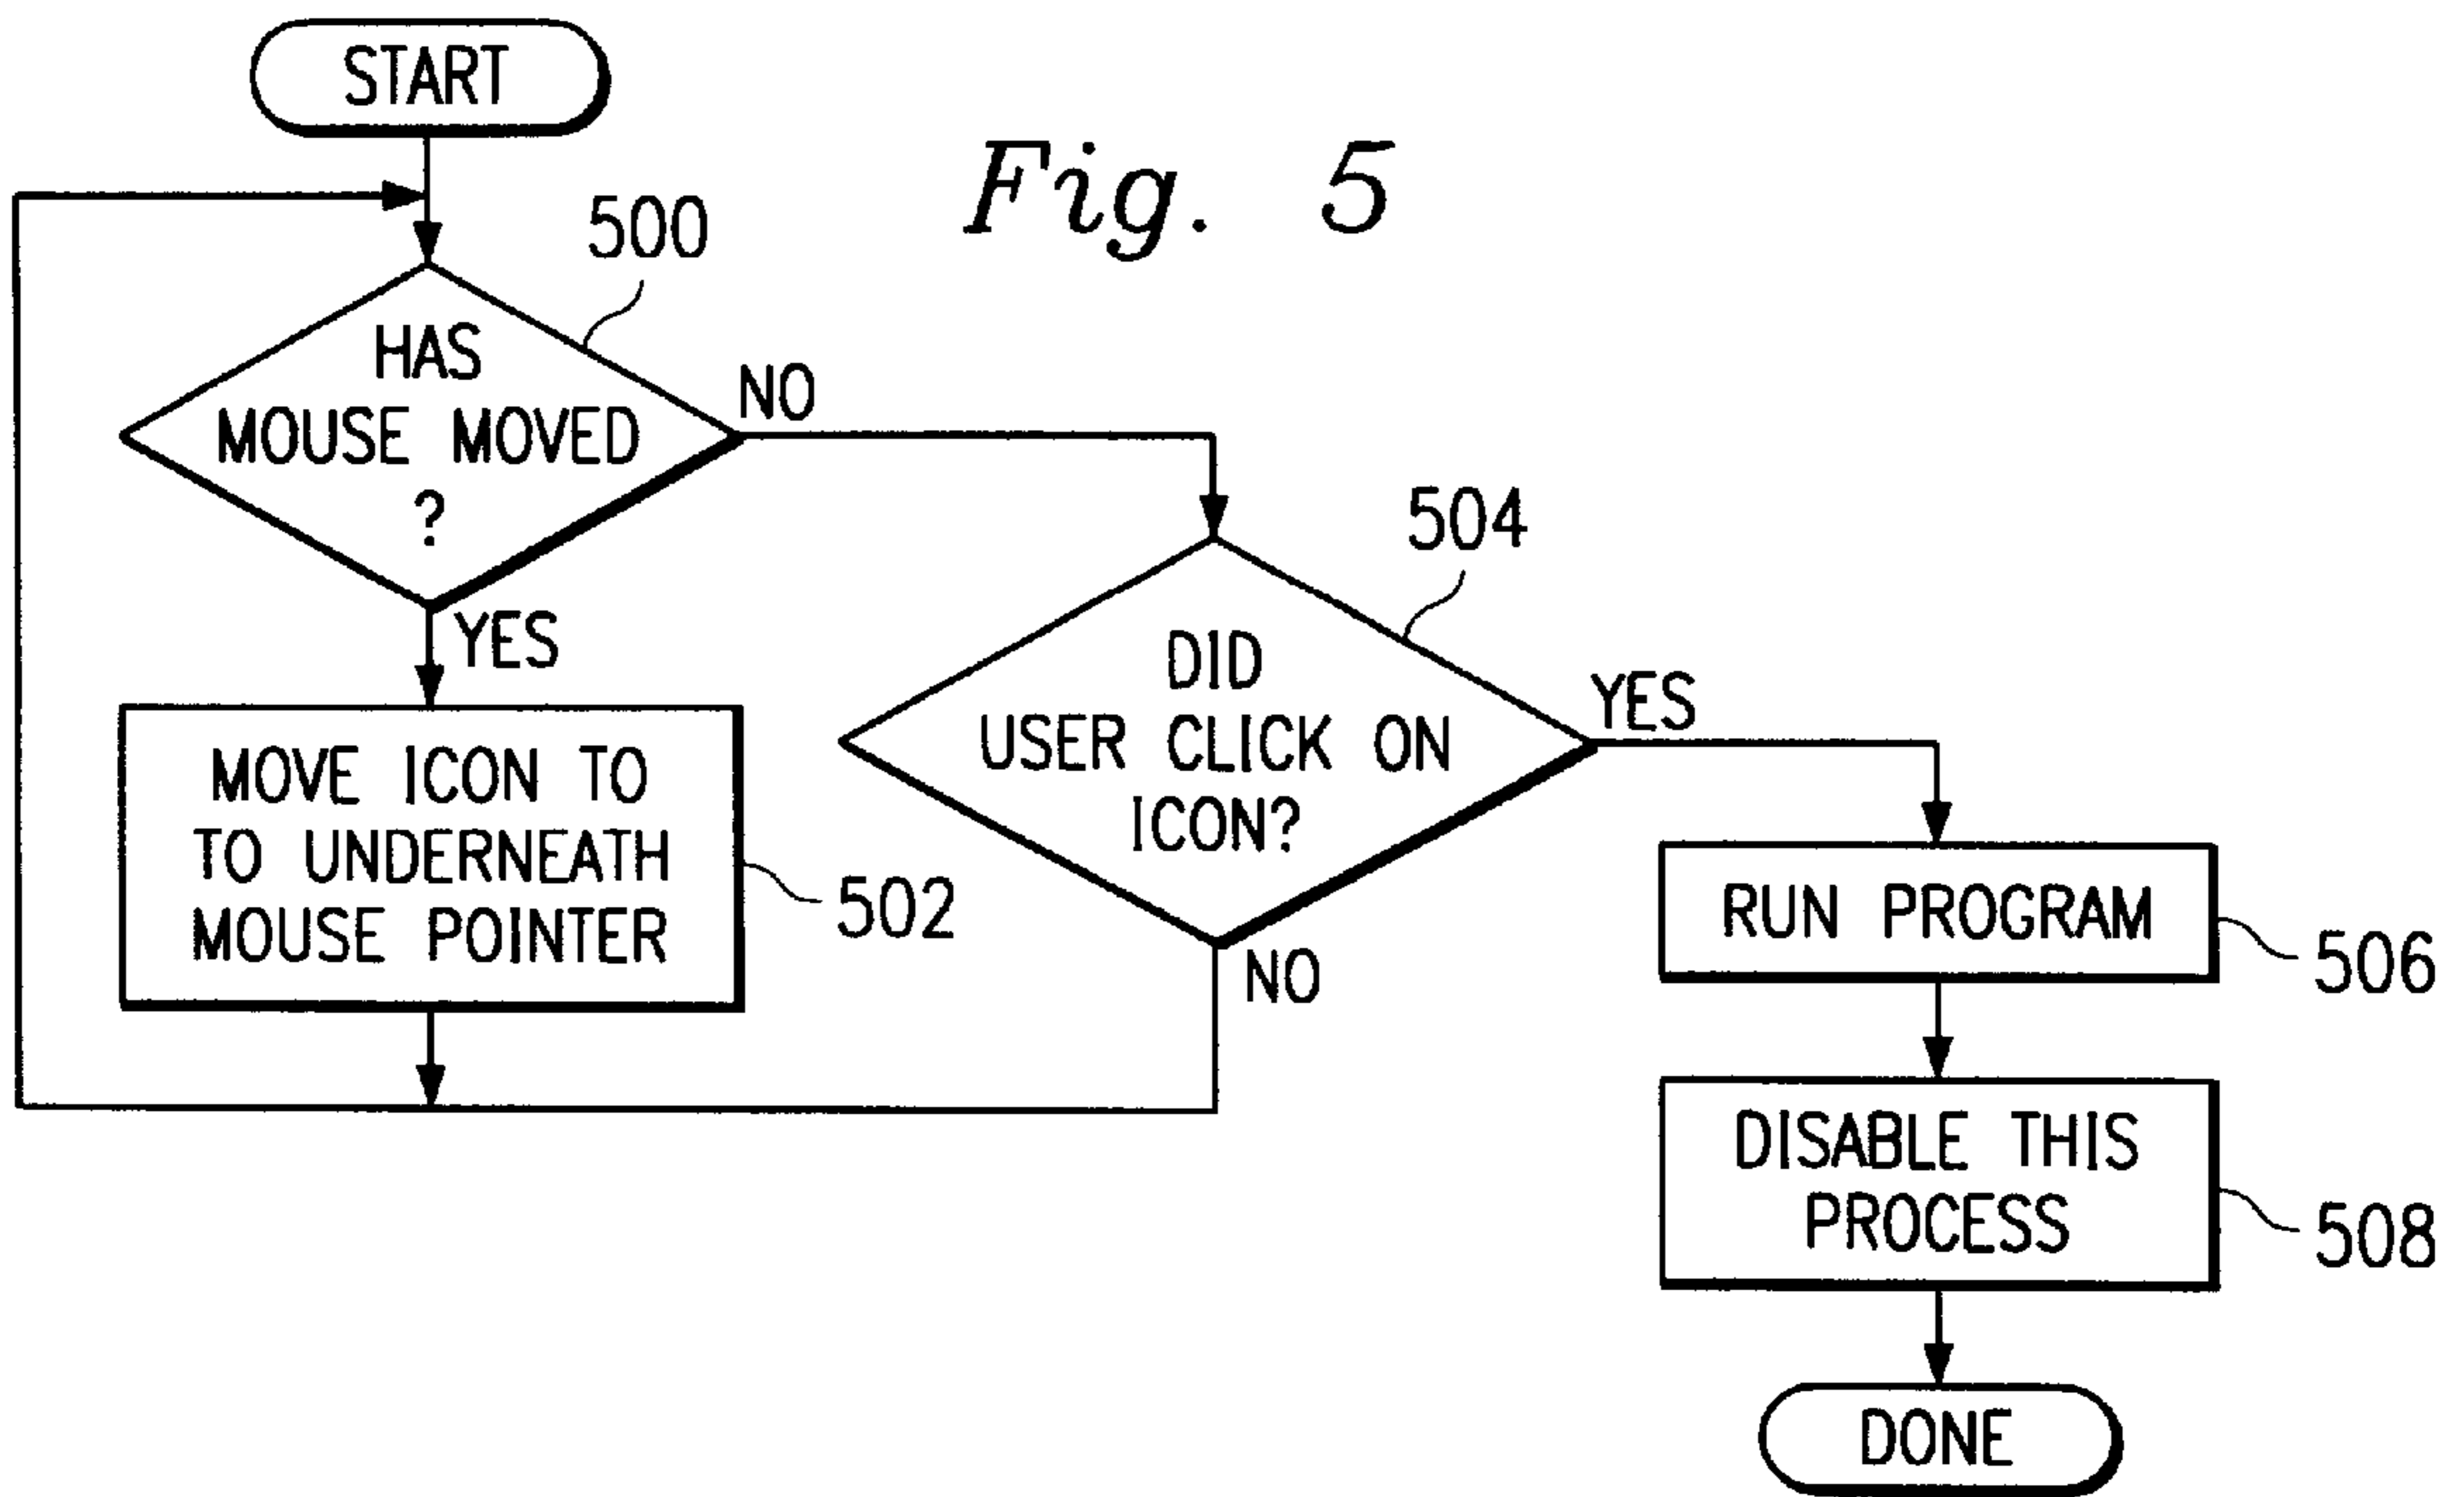 START
Fig. 5
500
HAS
MOUSE MOVED
?
NO
YES
MOVE ICON TO
TO UNDERNEATH
MOUSE POINTER
502
504
DID
USER CLICK ON
ICON?
YES
NO
RUN PROGRAM
506
DISABLE THIS
PROCESS
508
DONE